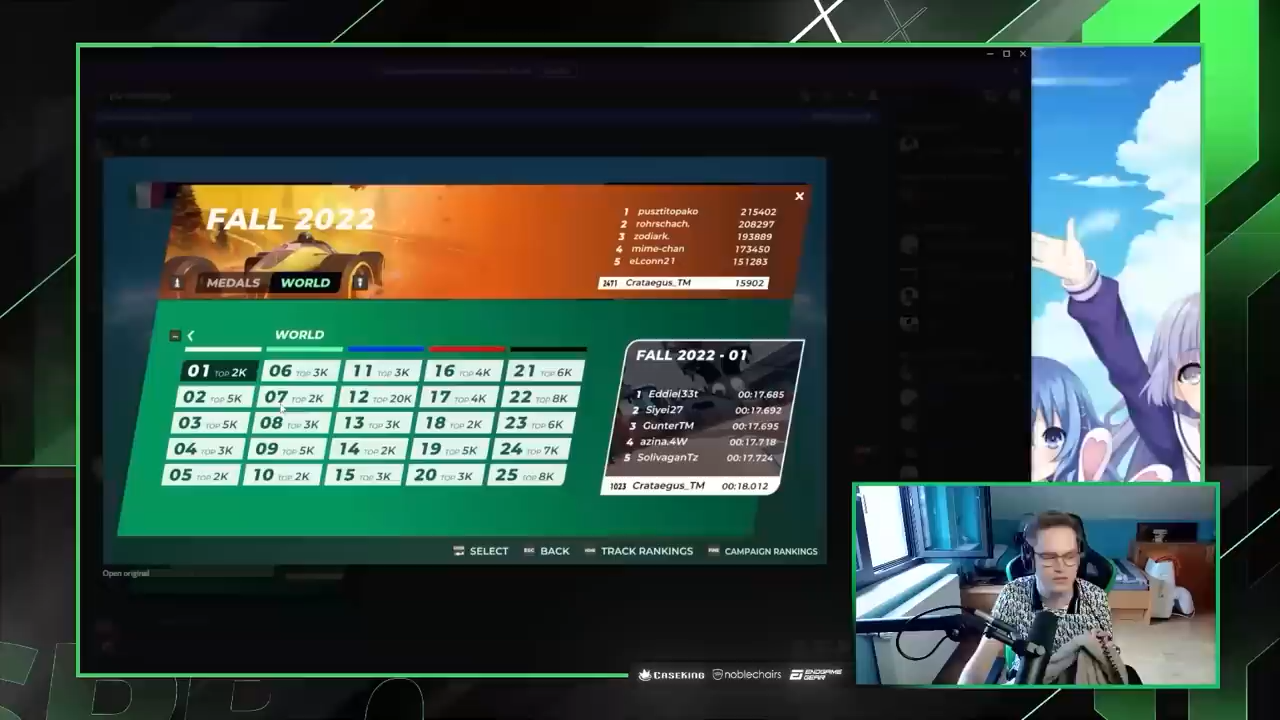 FALL 2022
1 pusztitopako 215402
2 rohrschach. 208297
3 zodiark. 193889
4 mime-chan 173450
5 eLconn21 151283
2471 Crataegus_TM 15902
MEDALS WORLD
WORLD
01 TOP 2K 06 TOP 3K 11 TOP 3K 16 TOP 4K 21 TOP 6K
02 TOP 5K 07 TOP 2K 12 TOP 20K 17 TOP 4K 22 TOP 8K
03 TOP 5K 08 TOP 3K 13 TOP 3K 18 TOP 2K 23 TOP 6K
04 TOP 3K 09 TOP 5K 14 TOP 2K 19 TOP 5K 24 TOP 7K
05 TOP 2K 10 TOP 2K 15 TOP 3K 20 TOP 3K 25 TOP 8K
FALL 2022 - 01
1 Eddiel33t 00:17.685
2 Siyei27 00:17.692
3 GunterTM 00:17.695
4 azina.4W 00:17.718
5 SolivaganTz 00:17.724
1023 Crataegus_TM 00:18.012
SELECT ESC BACK TRACK RANKINGS CAMPAIGN RANKINGS
Open original
CASEKING noblechairs ENDGAME GEAR